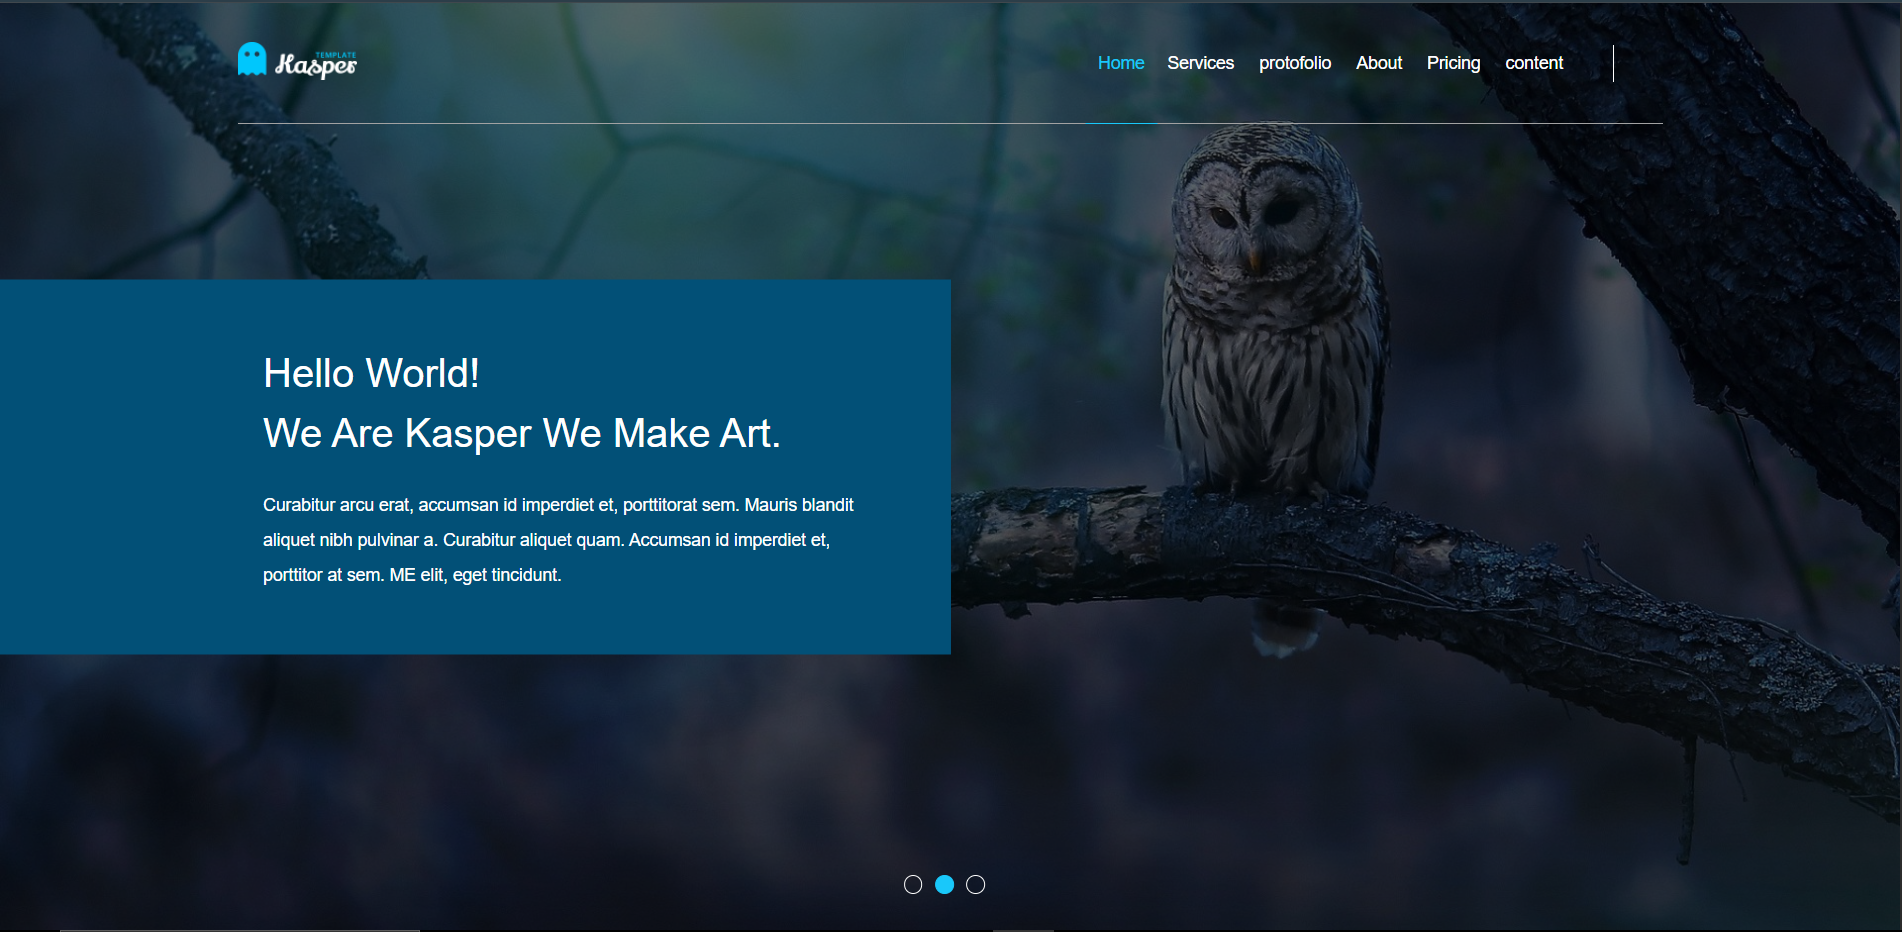 TEMPLATE
Kasper
Home Services protofolio About Pricing content
Hello World!
We Are Kasper We Make Art.
Curabitur arcu erat, accumsan id imperdiet et, porttitorat sem. Mauris blandit
aliquet nibh pulvinar a. Curabitur aliquet quam. Accumsan id imperdiet et,
porttitor at sem. ME elit, eget tincidunt.